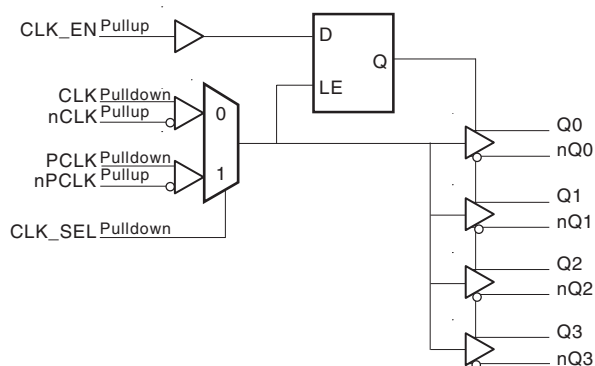 CLK_EN Pullup
D
Q
LE
CLK Pulldown
nCLK Pullup
0
PCLK Pulldown
nPCLK Pullup
1
CLK_SEL Pulldown
Q0
nQ0
Q1
nQ1
Q2
nQ2
Q3
nQ3